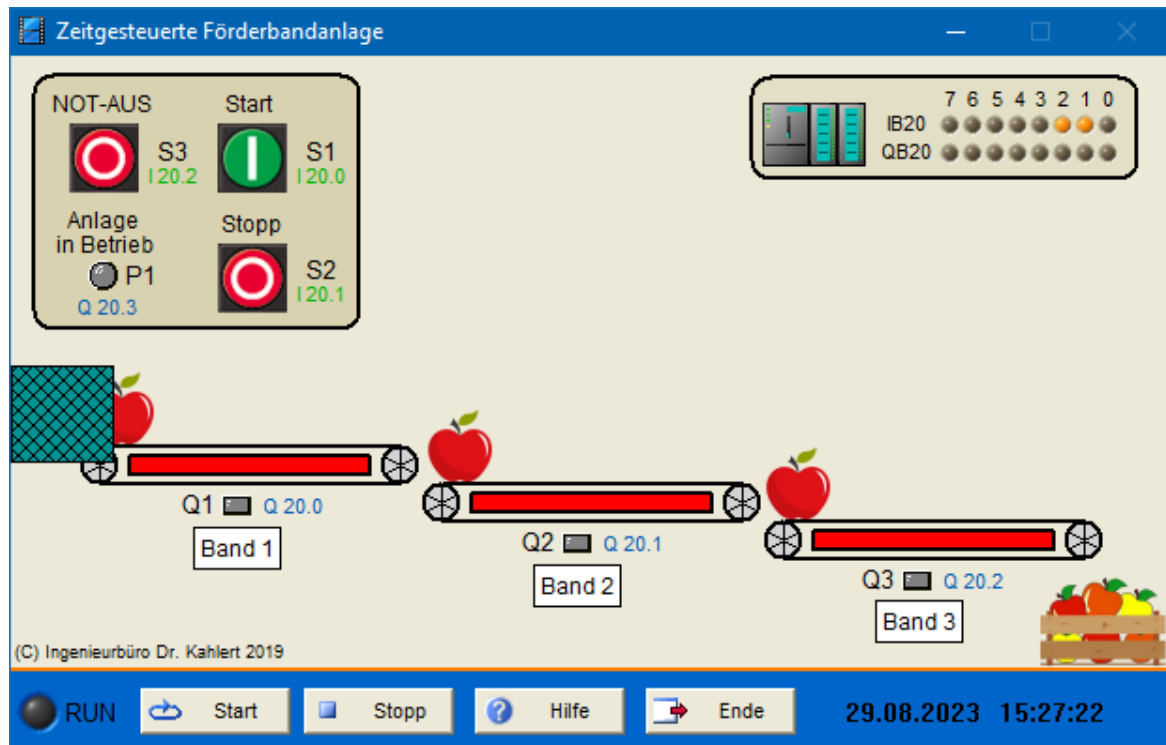 Zeitgesteuerte Förderbandanlage
NOT-AUS
S3
I 20.2
Start
S1
I 20.0
Anlage
in Betrieb
P1
Q 20.3
Stopp
S2
I 20.1
7 6 5 4 3 2 1 0
IB20
QB20
Q1 Q 20.0
Band 1
Q2 Q 20.1
Band 2
Q3 Q 20.2
Band 3
(C) Ingenieurbüro Dr. Kahlert 2019
RUN Start Stopp Hilfe Ende 29.08.2023 15:27:22